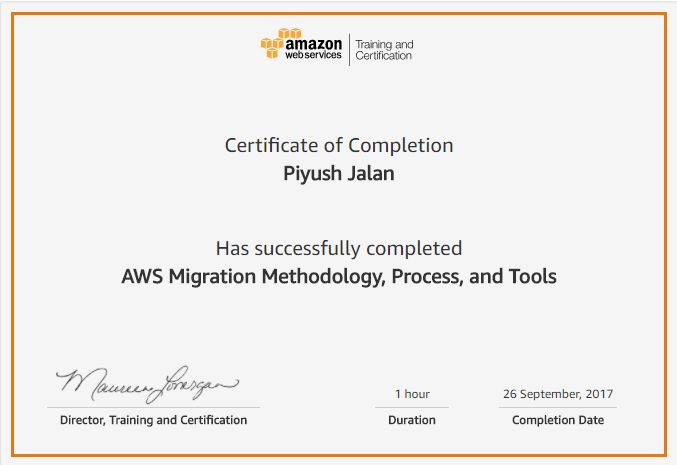 amazon
web services
Training and
Certification
Certificate of Completion
Piyush Jalan
Has successfully completed
AWS Migration Methodology, Process, and Tools
Maureen Lonergan
1 hour
26 September, 2017
Director, Training and Certification
Duration
Completion Date